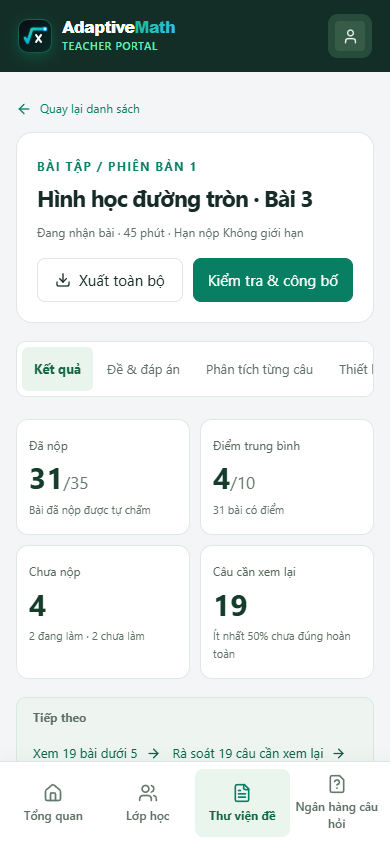 AdaptiveMath
TEACHER PORTAL
Quay lại danh sách
BÀI TẬP / PHIÊN BẢN 1
Hình học đường tròn · Bài 3
Đang nhận bài · 45 phút · Hạn nộp Không giới hạn
Xuất toàn bộ
Kiểm tra & công bố
Kết quả
Đề & đáp án
Phân tích từng câu
Thiết l
Đã nộp
31/35
Bài đã nộp được tự chấm
Điểm trung bình
4/10
31 bài có điểm
Chưa nộp
4
2 đang làm · 2 chưa làm
Câu cần xem lại
19
Ít nhất 50% chưa đúng hoàn
toàn
Tiếp theo
Xem 19 bài dưới 5 →
Rà soát 19 câu cần xem lại →
Tổng quan
Lớp học
Thư viện đề
Ngân hàng câu
hỏi